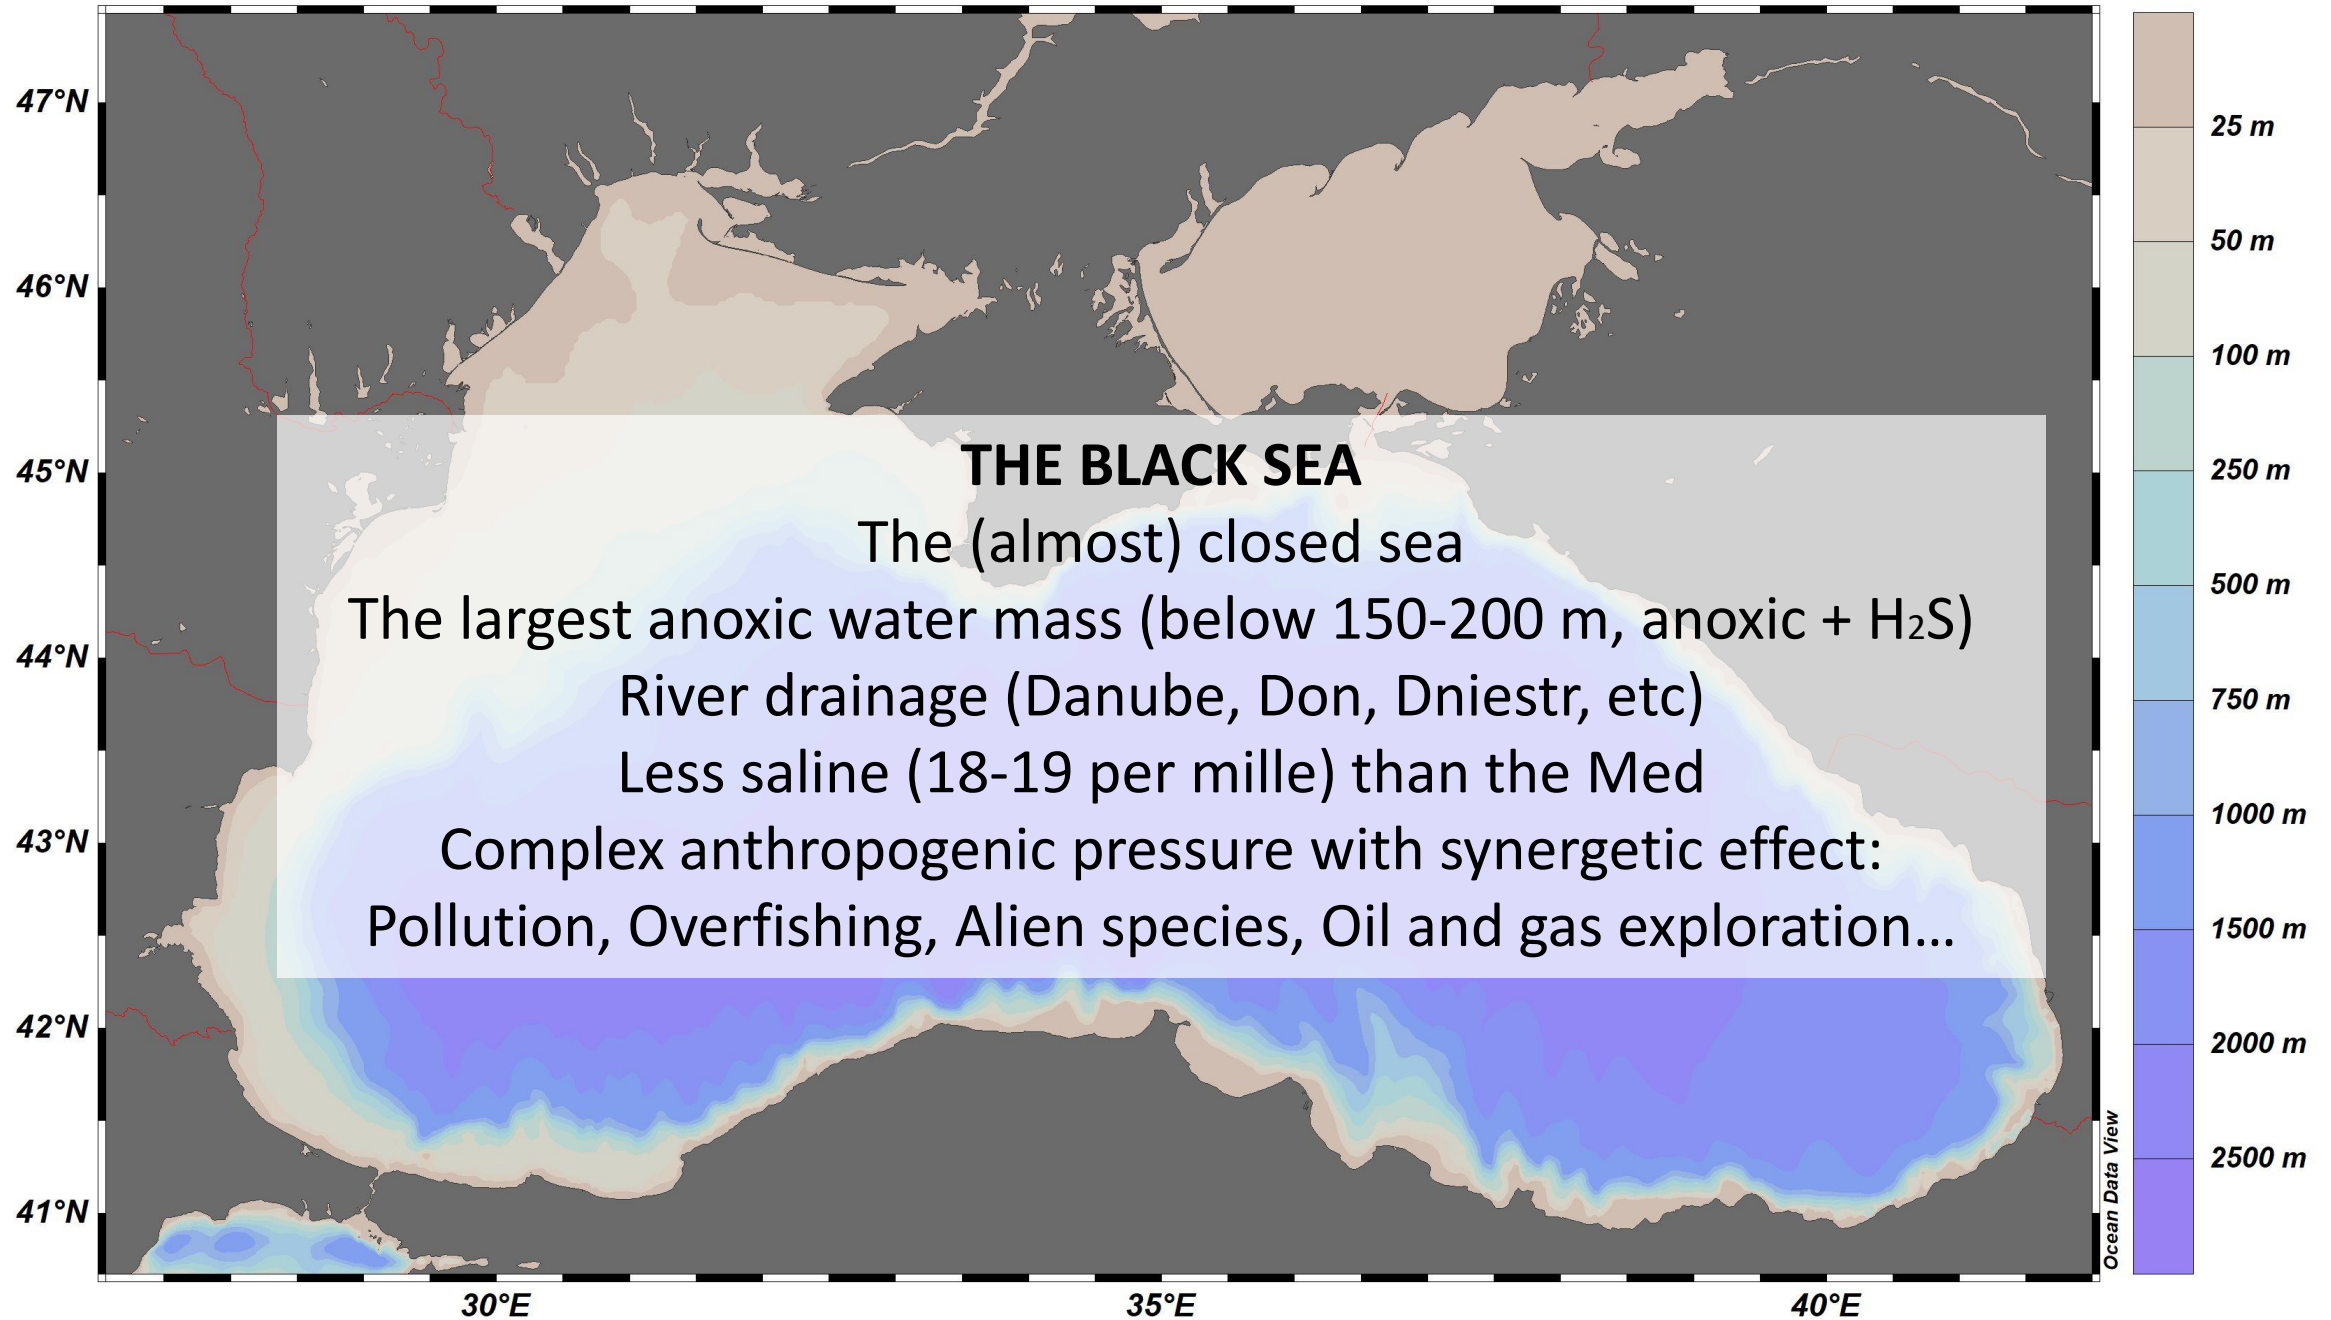 47°N
46°N
45°N
44°N
43°N
42°N
41°N
30°E
35°E
40°E
THE BLACK SEA
The (almost) closed sea
The largest anoxic water mass (below 150-200 m, anoxic + H₂S)
River drainage (Danube, Don, Dniestr, etc)
Less saline (18-19 per mille) than the Med
Complex anthropogenic pressure with synergetic effect:
Pollution, Overfishing, Alien species, Oil and gas exploration…
Ocean Data View
25 m
50 m
100 m
250 m
500 m
750 m
1000 m
1500 m
2000 m
2500 m